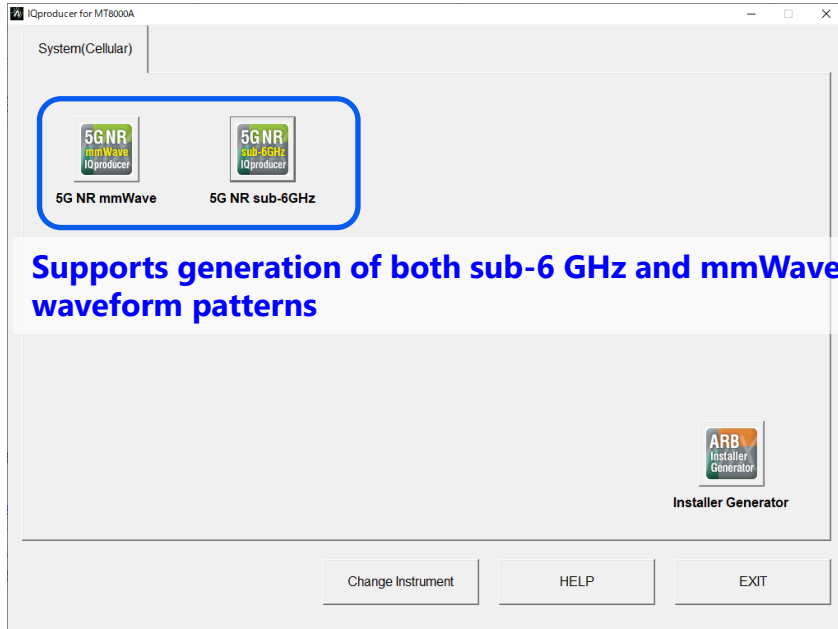 IQproducer for MT8000A
System(Cellular)
5G NR
mmWave
IQproducer
5G NR
sub-6GHz
IQproducer
5G NR mmWave
5G NR sub-6GHz
Supports generation of both sub-6 GHz and mmWave
waveform patterns
ARB
Installer
Generator
Installer Generator
Change Instrument
HELP
EXIT